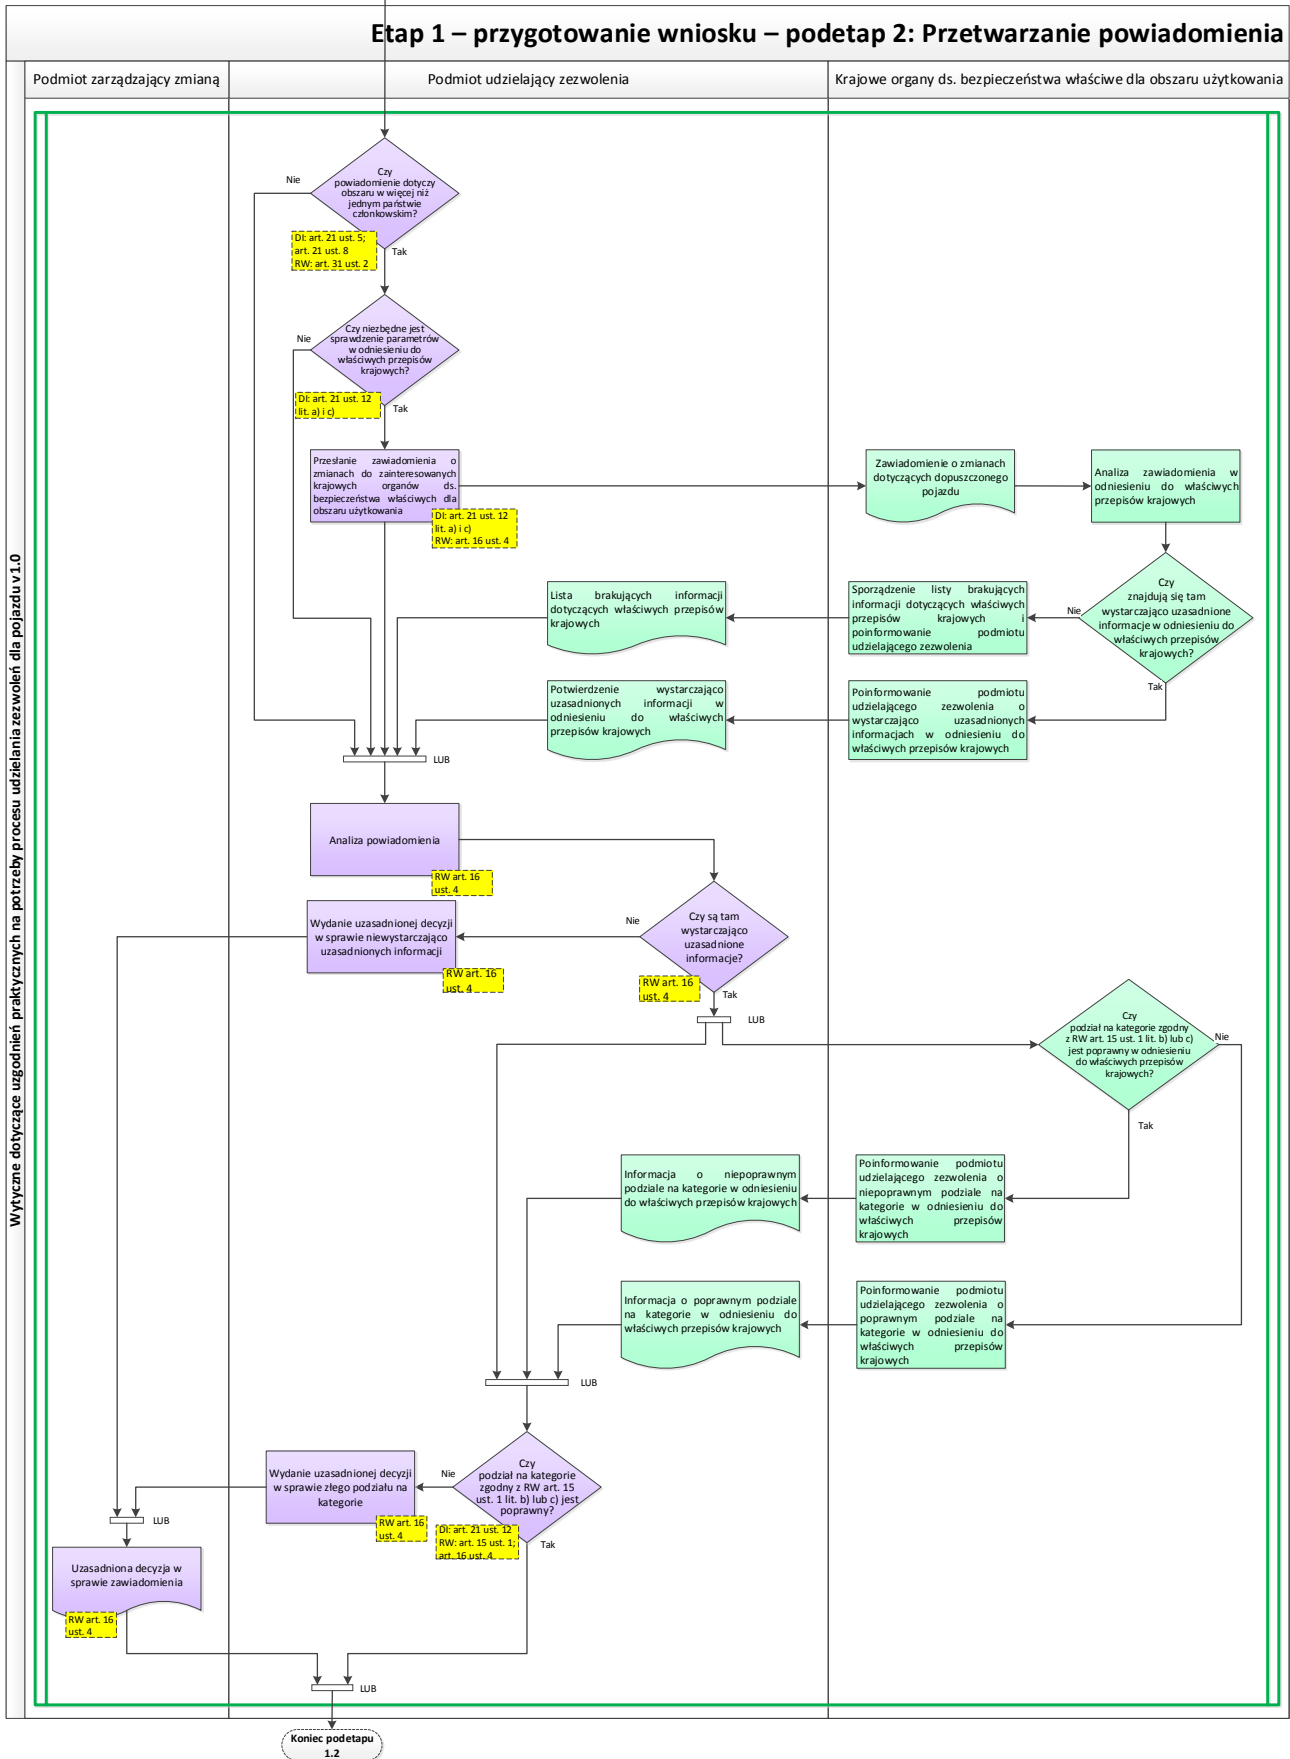 Etap 1 – przygotowanie wniosku – podetap 2: Przetwarzanie powiadomienia
Wytyczne dotyczące uzgodnień praktycznych na potrzeby procesu udzielania zezwoleń dla pojazdu v1.0
Podmiot zarządzający zmianą
Podmiot udzielający zezwolenia
Krajowe organy ds. bezpieczeństwa właściwe dla obszaru użytkowania
Czy
powiadomienie dotyczy
obszaru w więcej niż
jednym państwie
członkowskim?
Nie
DI: art. 21 ust. 5;
art. 21 ust. 8
RW: art. 31 ust. 2
Tak
Czy niezbędne jest
sprawdzenie parametrów
w odniesieniu do
właściwych przepisów
krajowych?
Nie
DI: art. 21 ust. 12
lit. a) i c)
Tak
Przesłanie zawiadomienia o
zmianach do zainteresowanych
krajowych organów ds.
bezpieczeństwa właściwych dla
obszaru użytkowania
DI: art. 21 ust. 12
lit. a) i c)
RW: art. 16 ust. 4
Zawiadomienie o zmianach
dotyczących dopuszczonego
pojazdu
Analiza zawiadomienia w
odniesieniu do właściwych
przepisów krajowych
Czy
znajdują się tam
wystarczająco uzasadnione
informacje w odniesieniu do
właściwych przepisów
krajowych?
Nie
Tak
Sporządzenie listy brakujących
informacji dotyczących właściwych
przepisów krajowych i
poinformowanie podmiotu
udzielającego zezwolenia
Lista brakujących informacji
dotyczących właściwych przepisów
krajowych
Poinformowanie podmiotu
udzielającego zezwolenia o
wystarczająco uzasadnionych
informacjach w odniesieniu do
właściwych przepisów krajowych
Potwierdzenie wystarczająco
uzasadnionych informacji w
odniesieniu do właściwych
przepisów krajowych
LUB
Analiza powiadomienia
RW art. 16
ust. 4
Czy są tam
wystarczająco
uzasadnione
informacje?
Nie
RW art. 16
ust. 4
Tak
Wydanie uzasadnionej decyzji
w sprawie niewystarczająco
uzasadnionych informacji
RW art. 16
ust. 4
LUB
Czy
podział na kategorie zgodny
z RW art. 15 ust. 1 lit. b) lub c)
jest poprawny w odniesieniu
do właściwych przepisów
krajowych?
Nie
Tak
Poinformowanie podmiotu
udzielającego zezwolenia o
niepoprawnym podziale na
kategorie w odniesieniu do
właściwych przepisów
krajowych
Informacja o niepoprawnym
podziale na kategorie w odniesieniu
do właściwych przepisów krajowych
Poinformowanie podmiotu
udzielającego zezwolenia o
poprawnym podziale na
kategorie w odniesieniu do
właściwych przepisów
krajowych
Informacja o poprawnym podziale
na kategorie w odniesieniu do
właściwych przepisów krajowych
LUB
Czy
podział na kategorie
zgodny z RW art. 15
ust. 1 lit. b) lub c) jest
poprawny?
Nie
DI: art. 21 ust. 12
RW: art. 15 ust. 1;
art. 16 ust. 4
Tak
Wydanie uzasadnionej decyzji
w sprawie złego podziału na
kategorie
RW art. 16
ust. 4
LUB
Uzasadniona decyzja w
sprawie zawiadomienia
RW art. 16
ust. 4
LUB
Koniec podetapu
1.2